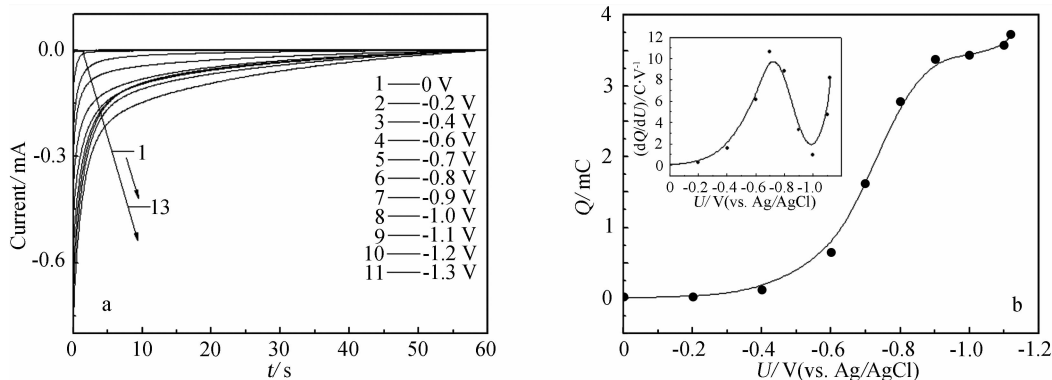 0.0
-0.3
-0.6
Current/ mA
0 10 20 30 40 50 60
t/ s
1
13
1 0 V
2 -0.2 V
3 -0.4 V
4 -0.6 V
5 -0.7 V
6 -0.8 V
7 -0.9 V
8 -1.0 V
9 -1.1 V
10 -1.2 V
11 -1.3 V
a
4
3
2
1
0
Q/ mC
0 -0.2 -0.4 -0.6 -0.8 -1.0 -1.2
U/ V(vs. Ag/AgCl)
12
10
8
6
4
2
0
(dQ/dU)/C·V⁻¹
0 -0.2 -0.4 -0.6 -0.8 -1.0
U/ V(vs. Ag/AgCl)
b